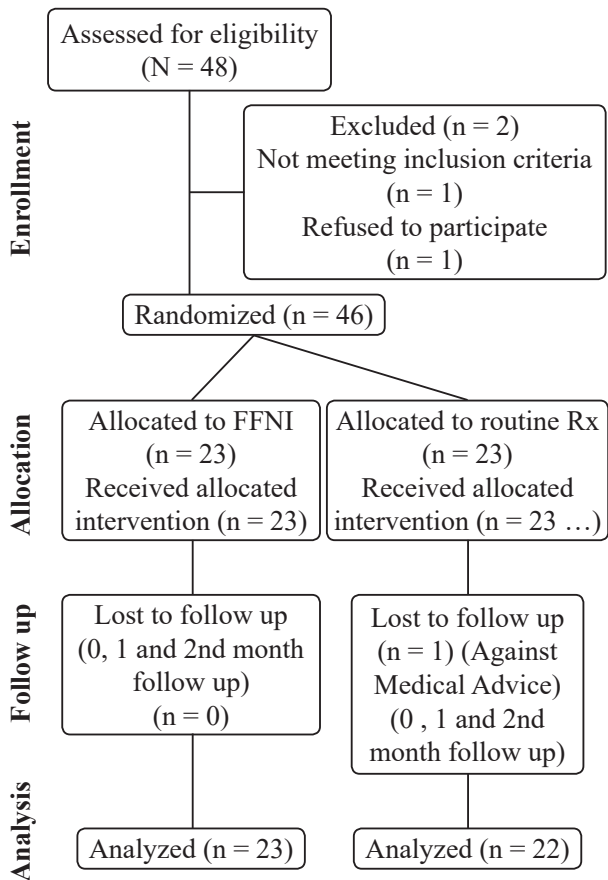 Assessed for eligibility
(N = 48)
Enrollment
Excluded (n = 2)
Not meeting inclusion criteria
(n = 1)
Refused to participate
(n = 1)
Randomized (n = 46)
Allocation
Allocated to FFNI
(n = 23)
Received allocated
intervention (n = 23)
Allocated to routine Rx
(n = 23)
Received allocated
intervention (n = 23 …)
Follow up
Lost to follow up
(0, 1 and 2nd month
follow up)
(n = 0)
Lost to follow up
(n = 1) (Against
Medical Advice)
(0 , 1 and 2nd
month follow up)
Analysis
Analyzed (n = 23)
Analyzed (n = 22)